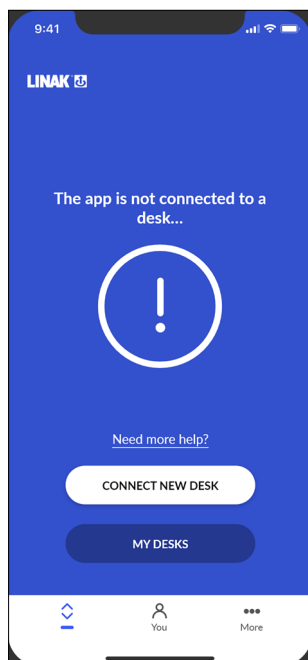 9:41
LINAK
The app is not connected to a
desk...
Need more help?
CONNECT NEW DESK
MY DESKS
You
More